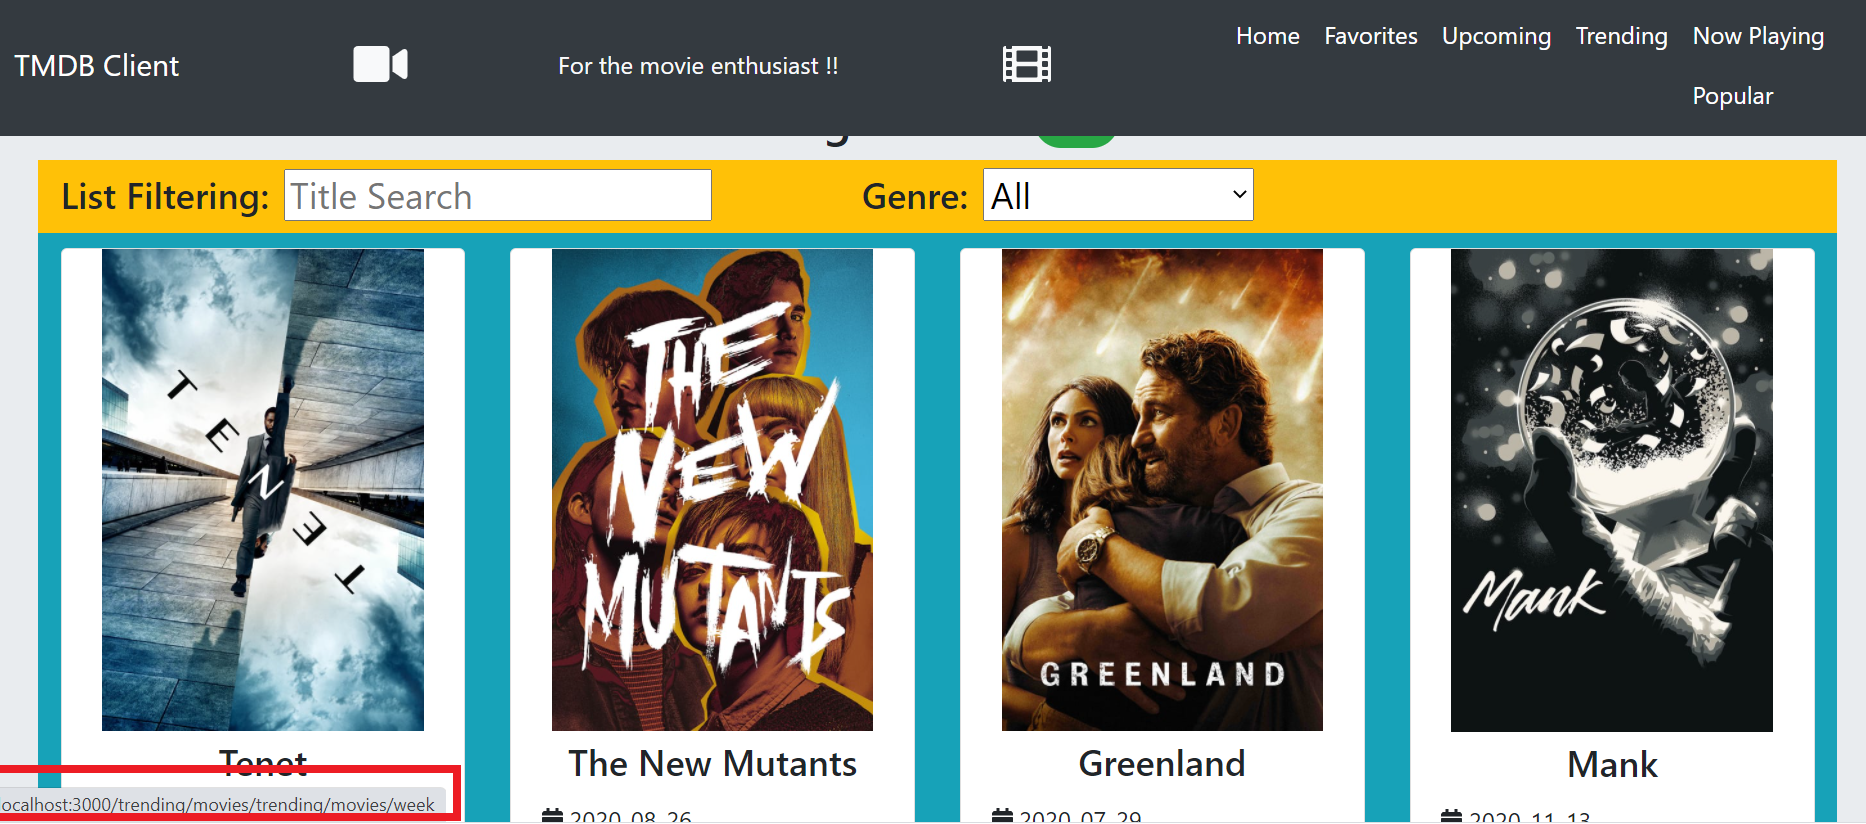 TMDB Client
For the movie enthusiast !!
Home Favorites Upcoming Trending Now Playing
Popular
List Filtering: Title Search Genre: All
TENET
THE NEW MUTANTS
GREENLAND
Mank
Tenet
The New Mutants
Greenland
Mank
localhost:3000/trending/movies/trending/movies/week
2020-08-26
2020-07-29
2020-11-13